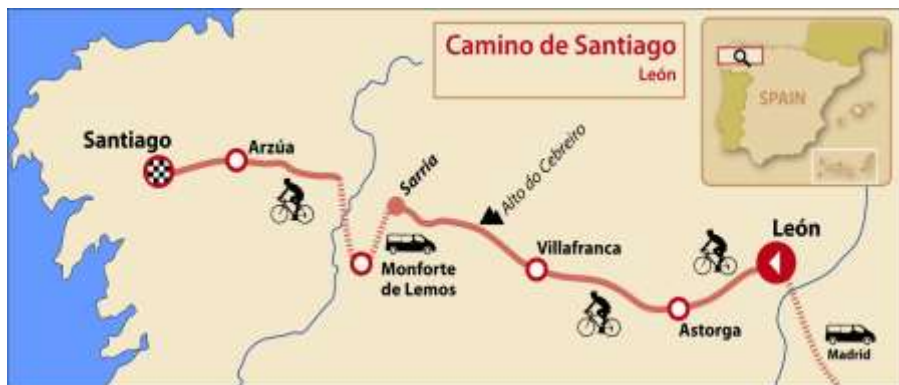 Camino de Santiago
León
SPAIN
Santiago
Arzúa
Sarria
Alto do Cebreiro
León
Villafranca
Monforte
de Lemos
Astorga
Madrid